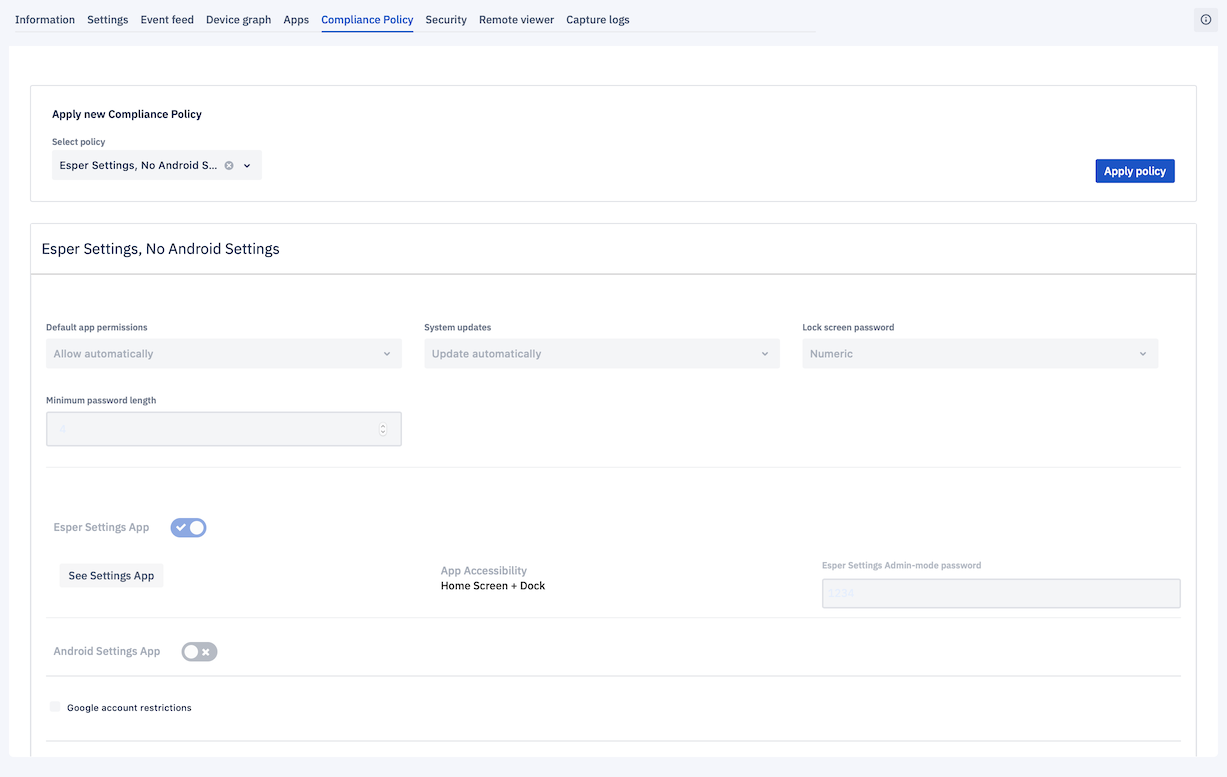 Information Settings Event feed Device graph Apps Compliance Policy Security Remote viewer Capture logs
Apply new Compliance Policy
Select policy
Esper Settings, No Android S...
Apply policy
Esper Settings, No Android Settings
Default app permissions System updates Lock screen password
Allow automatically Update automatically Numeric
Minimum password length
4
Esper Settings App
See Settings App
App Accessibility
Home Screen + Dock
Esper Settings Admin-mode password
1234
Android Settings App
Google account restrictions